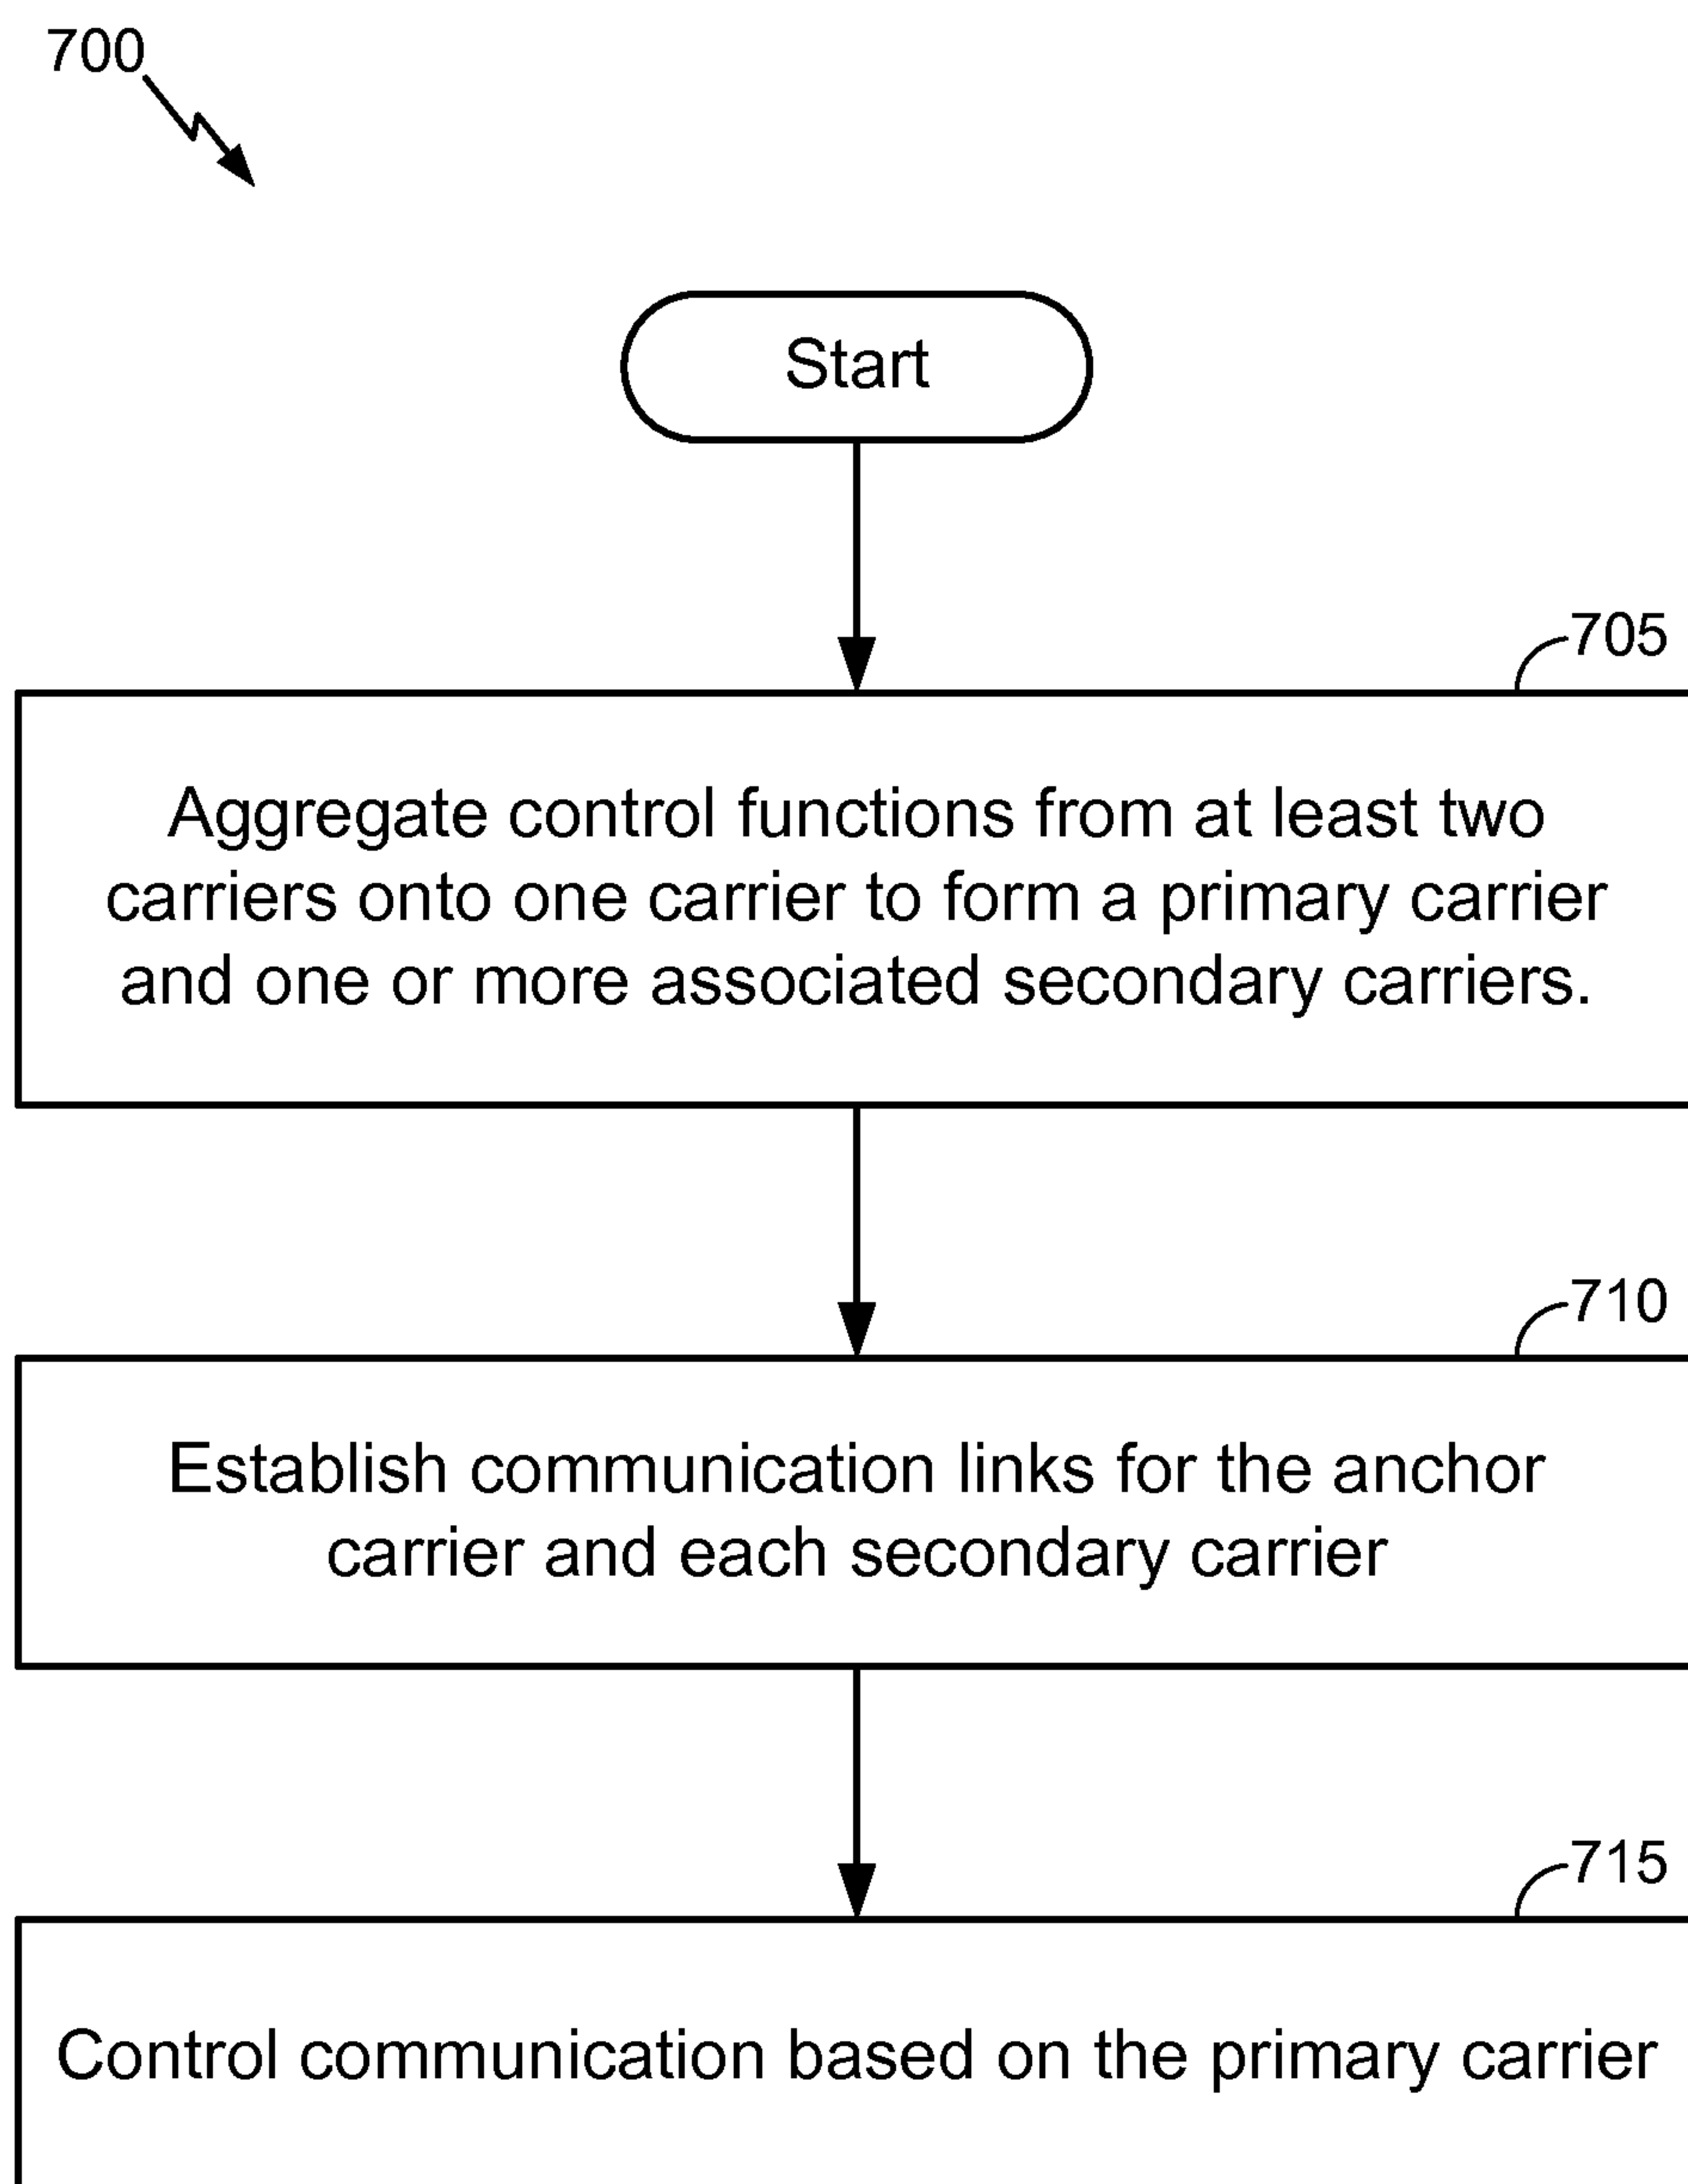 700
Start
705
Aggregate control functions from at least two
carriers onto one carrier to form a primary carrier
and one or more associated secondary carriers.
710
Establish communication links for the anchor
carrier and each secondary carrier
715
Control communication based on the primary carrier